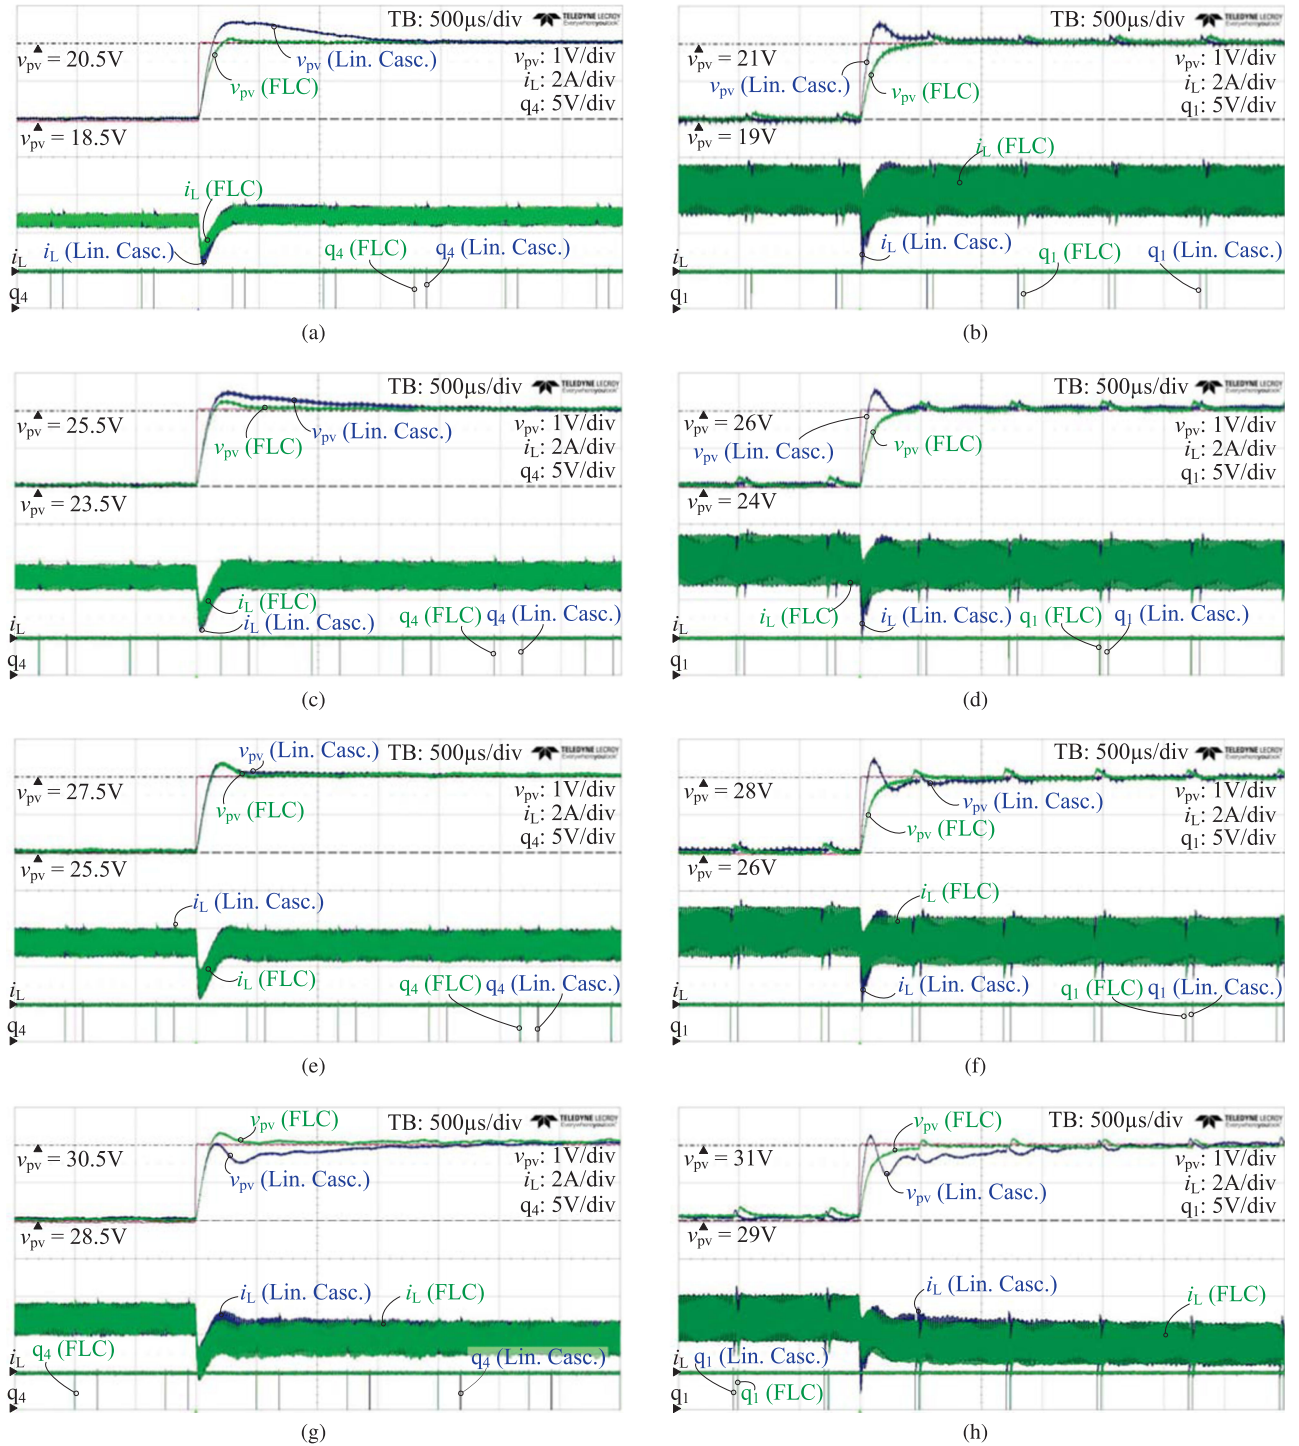 TB: 500µs/div TELEDYNE LECROY
Everywhereyoulook
vpv = 20.5V
vpv (Lin. Casc.)
vpv (FLC)
vpv: 1V/div
iL: 2A/div
q4: 5V/div
vpv = 18.5V
iL (FLC)
iL (Lin. Casc.)
q4 (FLC) q4 (Lin. Casc.)
iL
q4
(a)
TB: 500µs/div TELEDYNE LECROY
Everywhereyoulook
vpv = 21V
vpv (Lin. Casc.)
vpv (FLC)
vpv: 1V/div
iL: 2A/div
q1: 5V/div
vpv = 19V
iL (FLC)
iL (Lin. Casc.)
q1 (FLC) q1 (Lin. Casc.)
iL
q1
(b)
TB: 500µs/div TELEDYNE LECROY
Everywhereyoulook
vpv = 25.5V
vpv (Lin. Casc.)
vpv (FLC)
vpv: 1V/div
iL: 2A/div
q4: 5V/div
vpv = 23.5V
iL (FLC)
iL (Lin. Casc.)
q4 (FLC) q4 (Lin. Casc.)
iL
q4
(c)
TB: 500µs/div TELEDYNE LECROY
Everywhereyoulook
vpv = 26V
vpv (Lin. Casc.)
vpv (FLC)
vpv: 1V/div
iL: 2A/div
q1: 5V/div
vpv = 24V
iL (FLC)
iL (Lin. Casc.)
q1 (FLC) q1 (Lin. Casc.)
iL
q1
(d)
vpv (Lin. Casc.) TB: 500µs/div TELEDYNE LECROY
Everywhereyoulook
vpv = 27.5V
vpv (FLC)
vpv: 1V/div
iL: 2A/div
q4: 5V/div
vpv = 25.5V
iL (Lin. Casc.)
iL (FLC)
q4 (FLC) q4 (Lin. Casc.)
iL
q4
(e)
TB: 500µs/div TELEDYNE LECROY
Everywhereyoulook
vpv = 28V
vpv (Lin. Casc.)
vpv (FLC)
vpv: 1V/div
iL: 2A/div
q1: 5V/div
vpv = 26V
iL (FLC)
iL (Lin. Casc.)
q1 (FLC) q1 (Lin. Casc.)
iL
q1
(f)
vpv (FLC) TB: 500µs/div TELEDYNE LECROY
Everywhereyoulook
vpv = 30.5V
vpv (Lin. Casc.)
vpv: 1V/div
iL: 2A/div
q4: 5V/div
vpv = 28.5V
iL (Lin. Casc.) iL (FLC)
q4 (FLC)
q4 (Lin. Casc.)
iL
q4
(g)
vpv (FLC) TB: 500µs/div TELEDYNE LECROY
Everywhereyoulook
vpv = 31V
vpv (Lin. Casc.)
vpv: 1V/div
iL: 2A/div
q1: 5V/div
vpv = 29V
iL (Lin. Casc.) iL (FLC)
iL q1 (Lin. Casc.)
q1 (FLC)
q1
(h)